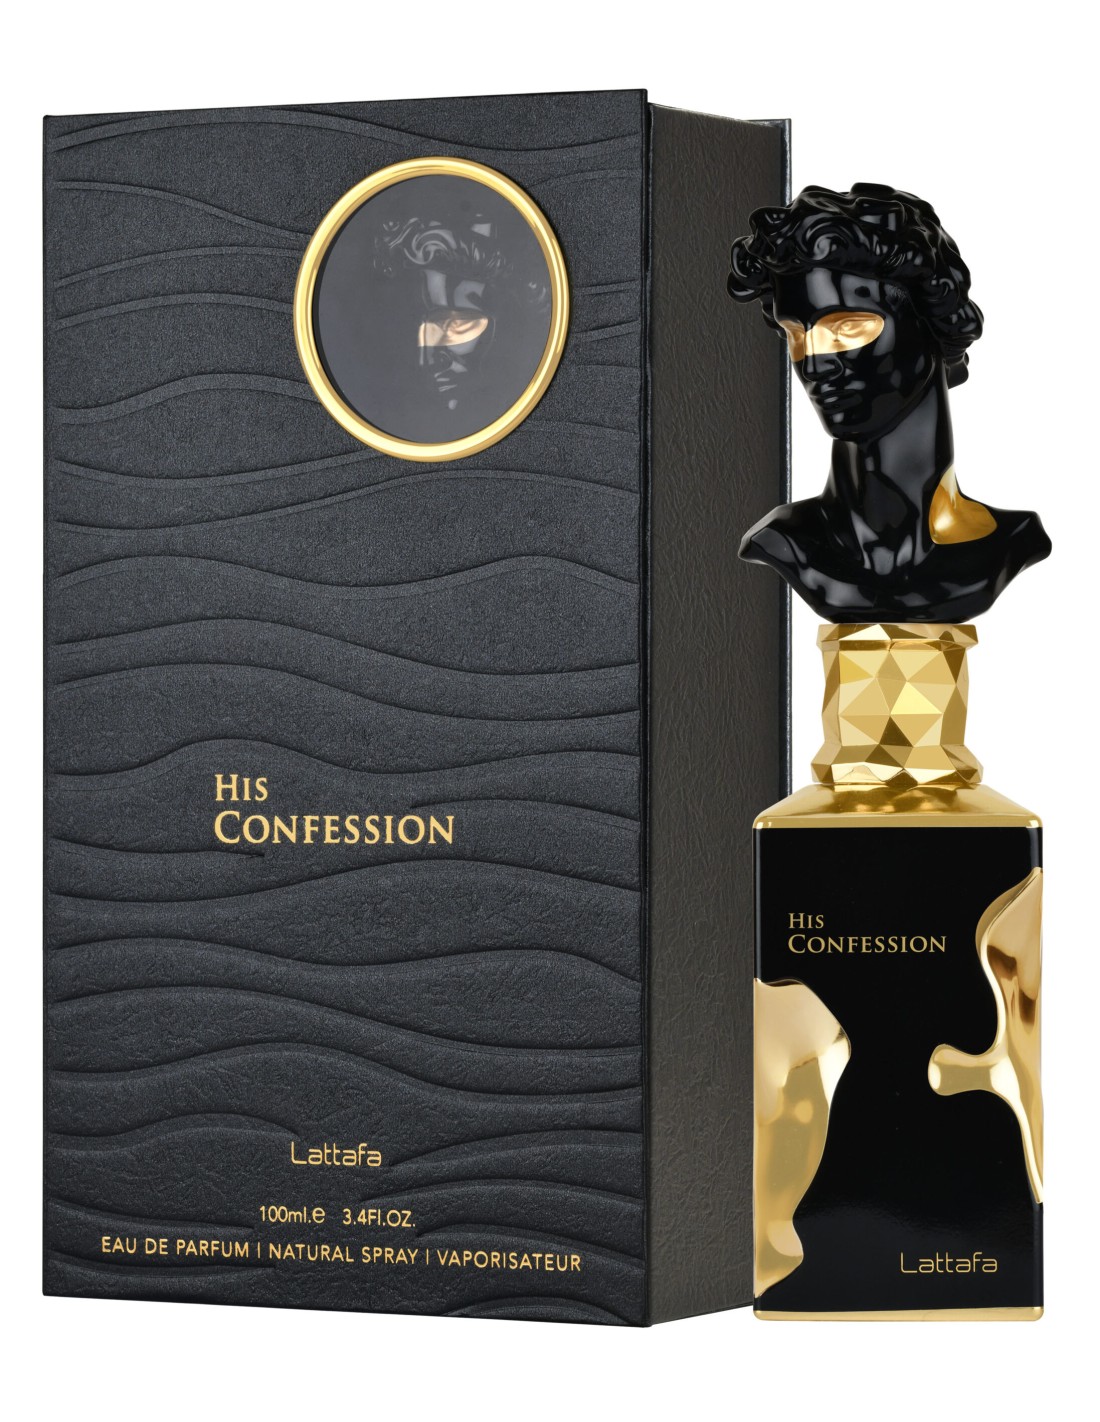 HIS
CONFESSION
Lattafa
100ml.e 3.4Fl.OZ.
EAU DE PARFUM | NATURAL SPRAY | VAPORISATEUR
HIS
CONFESSION
Lattafa